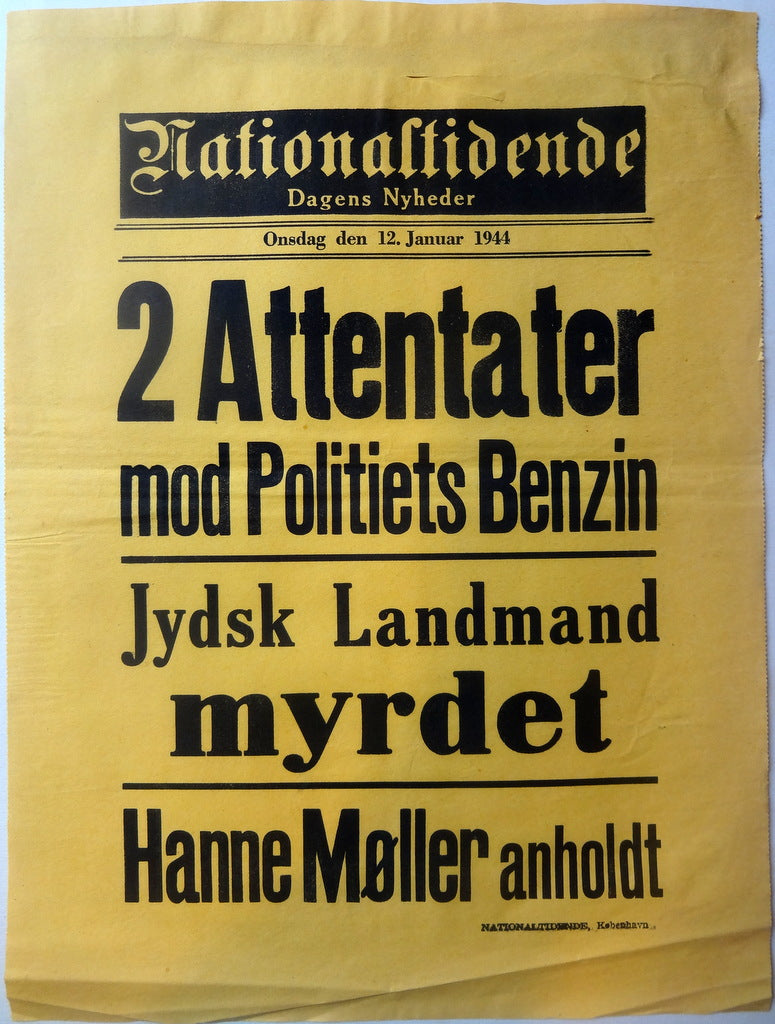 Nationaltidende
Dagens Nyheder
Onsdag den 12. Januar 1944
2 Attentater
mod Politiets Benzin
Jydsk Landmand
myrdet
Hanne Møller anholdt
NATIONALTIDENDE, København